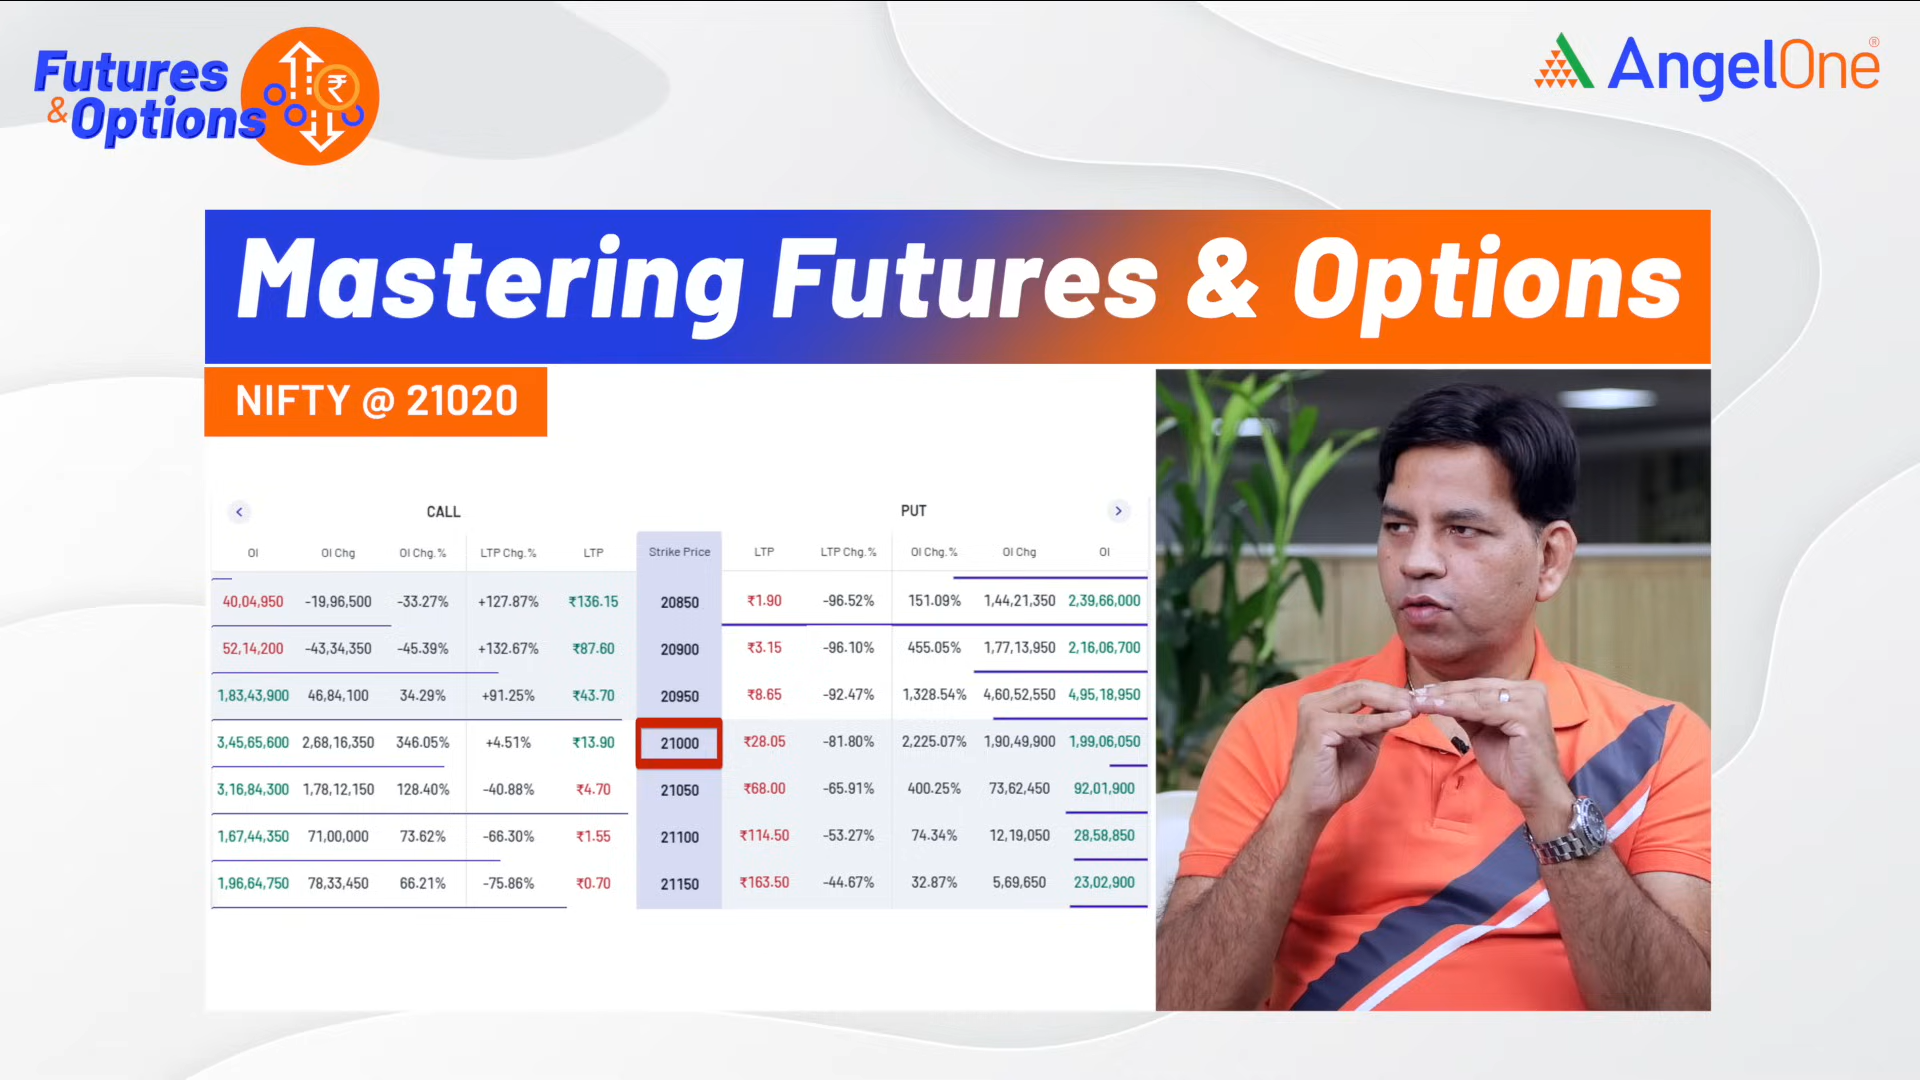 Futures
& Options
₹
AngelOne®
Mastering Futures & Options
NIFTY @ 21020
< CALL PUT >
OI OI Chg OI Chg.% LTP Chg.% LTP Strike Price LTP LTP Chg.% OI Chg.% OI Chg OI
40,04,950 -19,96,500 -33.27% +127.87% ₹136.15 20850 ₹1.90 -96.52% 151.09% 1,44,21,350 2,39,66,000
52,14,200 -43,34,350 -45.39% +132.67% ₹87.60 20900 ₹3.15 -96.10% 455.05% 1,77,13,950 2,16,06,700
1,83,43,900 46,84,100 34.29% +91.25% ₹43.70 20950 ₹8.65 -92.47% 1,328.54% 4,60,52,550 4,95,18,950
3,45,65,600 2,68,16,350 346.05% +4.51% ₹13.90 21000 ₹28.05 -81.80% 2,225.07% 1,90,49,900 1,99,06,050
3,16,84,300 1,78,12,150 128.40% -40.88% ₹4.70 21050 ₹68.00 -65.91% 400.25% 73,62,450 92,01,900
1,67,44,350 71,00,000 73.62% -66.30% ₹1.55 21100 ₹114.50 -53.27% 74.34% 12,19,050 28,58,850
1,96,64,750 78,33,450 66.21% -75.86% ₹0.70 21150 ₹163.50 -44.67% 32.87% 5,69,650 23,02,900